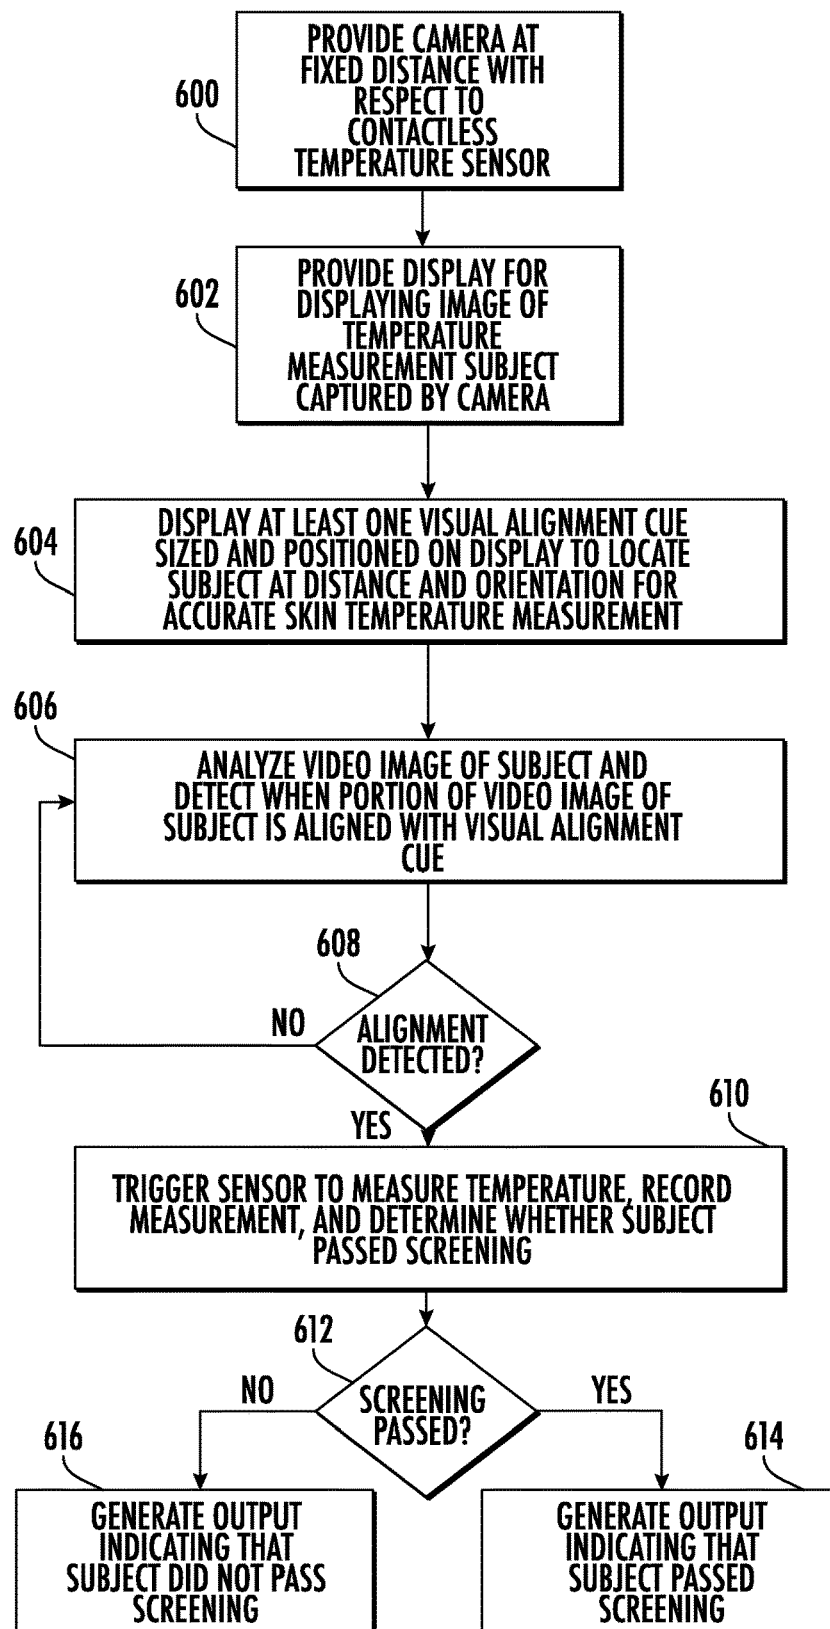 600
PROVIDE CAMERA AT
FIXED DISTANCE WITH
RESPECT TO
CONTACTLESS
TEMPERATURE SENSOR
602
PROVIDE DISPLAY FOR
DISPLAYING IMAGE OF
TEMPERATURE
MEASUREMENT SUBJECT
CAPTURED BY CAMERA
604
DISPLAY AT LEAST ONE VISUAL ALIGNMENT CUE
SIZED AND POSITIONED ON DISPLAY TO LOCATE
SUBJECT AT DISTANCE AND ORIENTATION FOR
ACCURATE SKIN TEMPERATURE MEASUREMENT
606
ANALYZE VIDEO IMAGE OF SUBJECT AND
DETECT WHEN PORTION OF VIDEO IMAGE OF
SUBJECT IS ALIGNED WITH VISUAL ALIGNMENT
CUE
608
NO
ALIGNMENT
DETECTED?
YES
610
TRIGGER SENSOR TO MEASURE TEMPERATURE, RECORD
MEASUREMENT, AND DETERMINE WHETHER SUBJECT
PASSED SCREENING
612
NO
SCREENING
PASSED?
YES
616
GENERATE OUTPUT
INDICATING THAT
SUBJECT DID NOT PASS
SCREENING
614
GENERATE OUTPUT
INDICATING THAT
SUBJECT PASSED
SCREENING